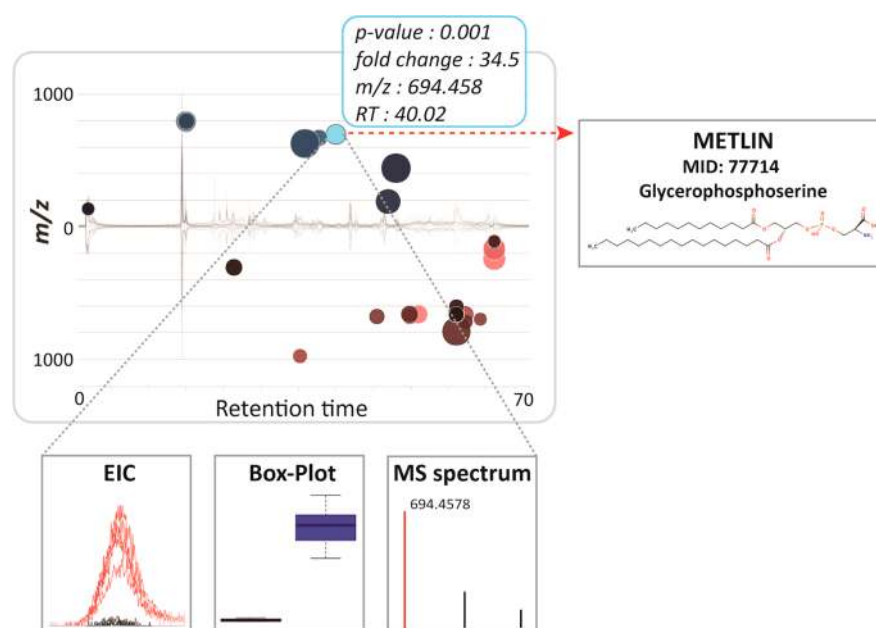 p-value : 0.001
fold change : 34.5
m/z : 694.458
RT : 40.02
1000
m/z
0
1000
0
Retention time
70
METLIN
MID: 77714
Glycerophosphoserine
EIC
Box-Plot
MS spectrum
694.4578